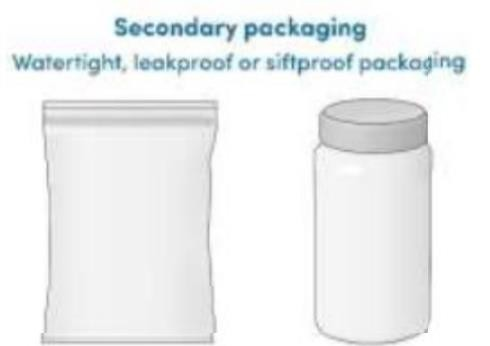 Secondary packaging
Watertight, leakproof or siftproof packaging